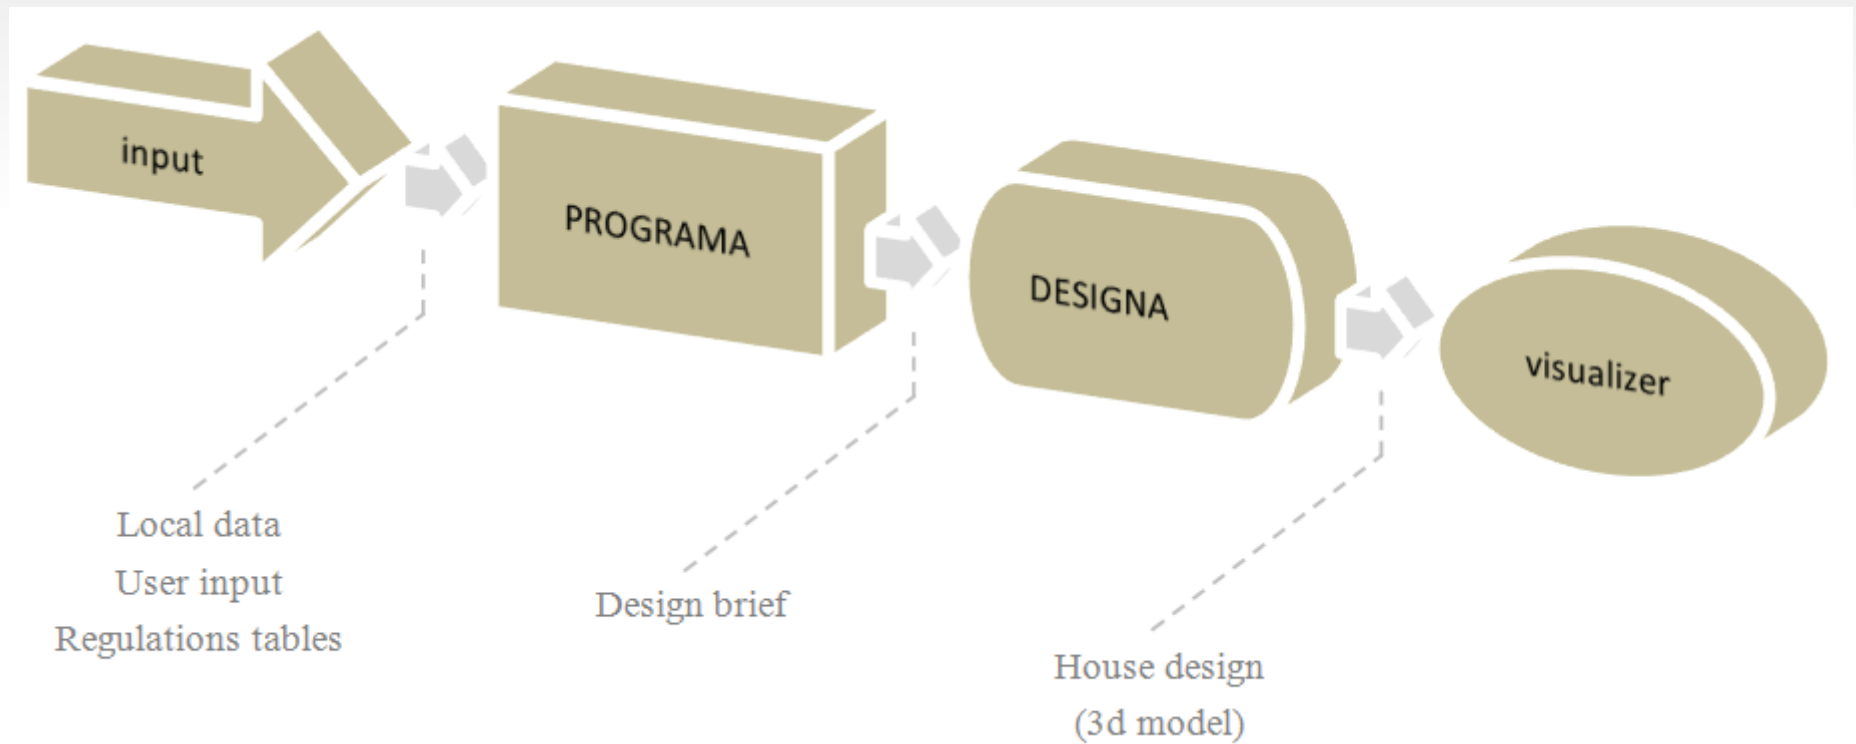 input
PROGRAMA
DESIGNA
visualizer
Local data
User input
Regulations tables
Design brief
House design
(3d model)